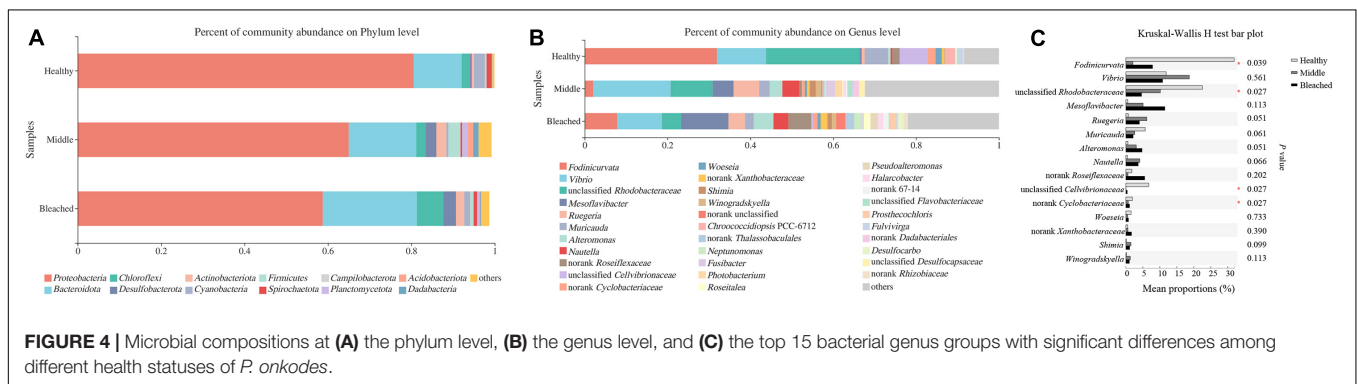 A
Percent of community abundance on Phylum level
Samples
Healthy
Middle
Bleached
0 0.2 0.4 0.6 0.8 1
Proteobacteria Chloroflexi Actinobacteriota Firmicutes Campilobacterota Acidobacteriota others
Bacteroidota Desulfobacterota Cyanobacteria Spirochaetota Planctomycetota Dadabacteria
B
Percent of community abundance on Genus level
Samples
Healthy
Middle
Bleached
0 0.2 0.4 0.6 0.8 1
Fodinicurvata
Vibrio
unclassified Rhodobacteraceae
Mesoflavibacter
Ruegeria
Muricauda
Alteromonas
Nautella
norank Roseiflexaceae
unclassified Cellvibrionaceae
norank Cyclobacteriaceae
Woeseia
norank Xanthobacteraceae
Shimia
Winogradskyella
norank unclassified
Chroococcidiopsis PCC-6712
norank Thalassobaculales
Neptunomonas
Fusibacter
Photobacterium
Roseitalea
Pseudoalteromonas
Halarcobacter
norank 67-14
unclassified Flavobacteriaceae
Prosthecochloris
Fulvivirga
norank Dadabacteriales
Desulfocarbo
unclassified Desulfocapsaceae
norank Rhizobiaceae
others
C
Kruskal-Wallis H test bar plot
Healthy
Middle
Bleached
Fodinicurvata * 0.039
Vibrio 0.561
unclassified Rhodobacteraceae * 0.027
Mesoflavibacter 0.113
Ruegeria 0.051
Muricauda 0.061
Alteromonas 0.051
Nautella 0.066
norank Roseiflexaceae 0.202
unclassified Cellvibrionaceae * 0.027
norank Cyclobacteriaceae * 0.027
Woeseia 0.733
norank Xanthobacteraceae 0.390
Shimia 0.099
Winogradskyella 0.113
P value
0 5 10 15 20 25 30
Mean proportions (%)
FIGURE 4 | Microbial compositions at (A) the phylum level, (B) the genus level, and (C) the top 15 bacterial genus groups with significant differences among
different health statuses of P. onkodes.